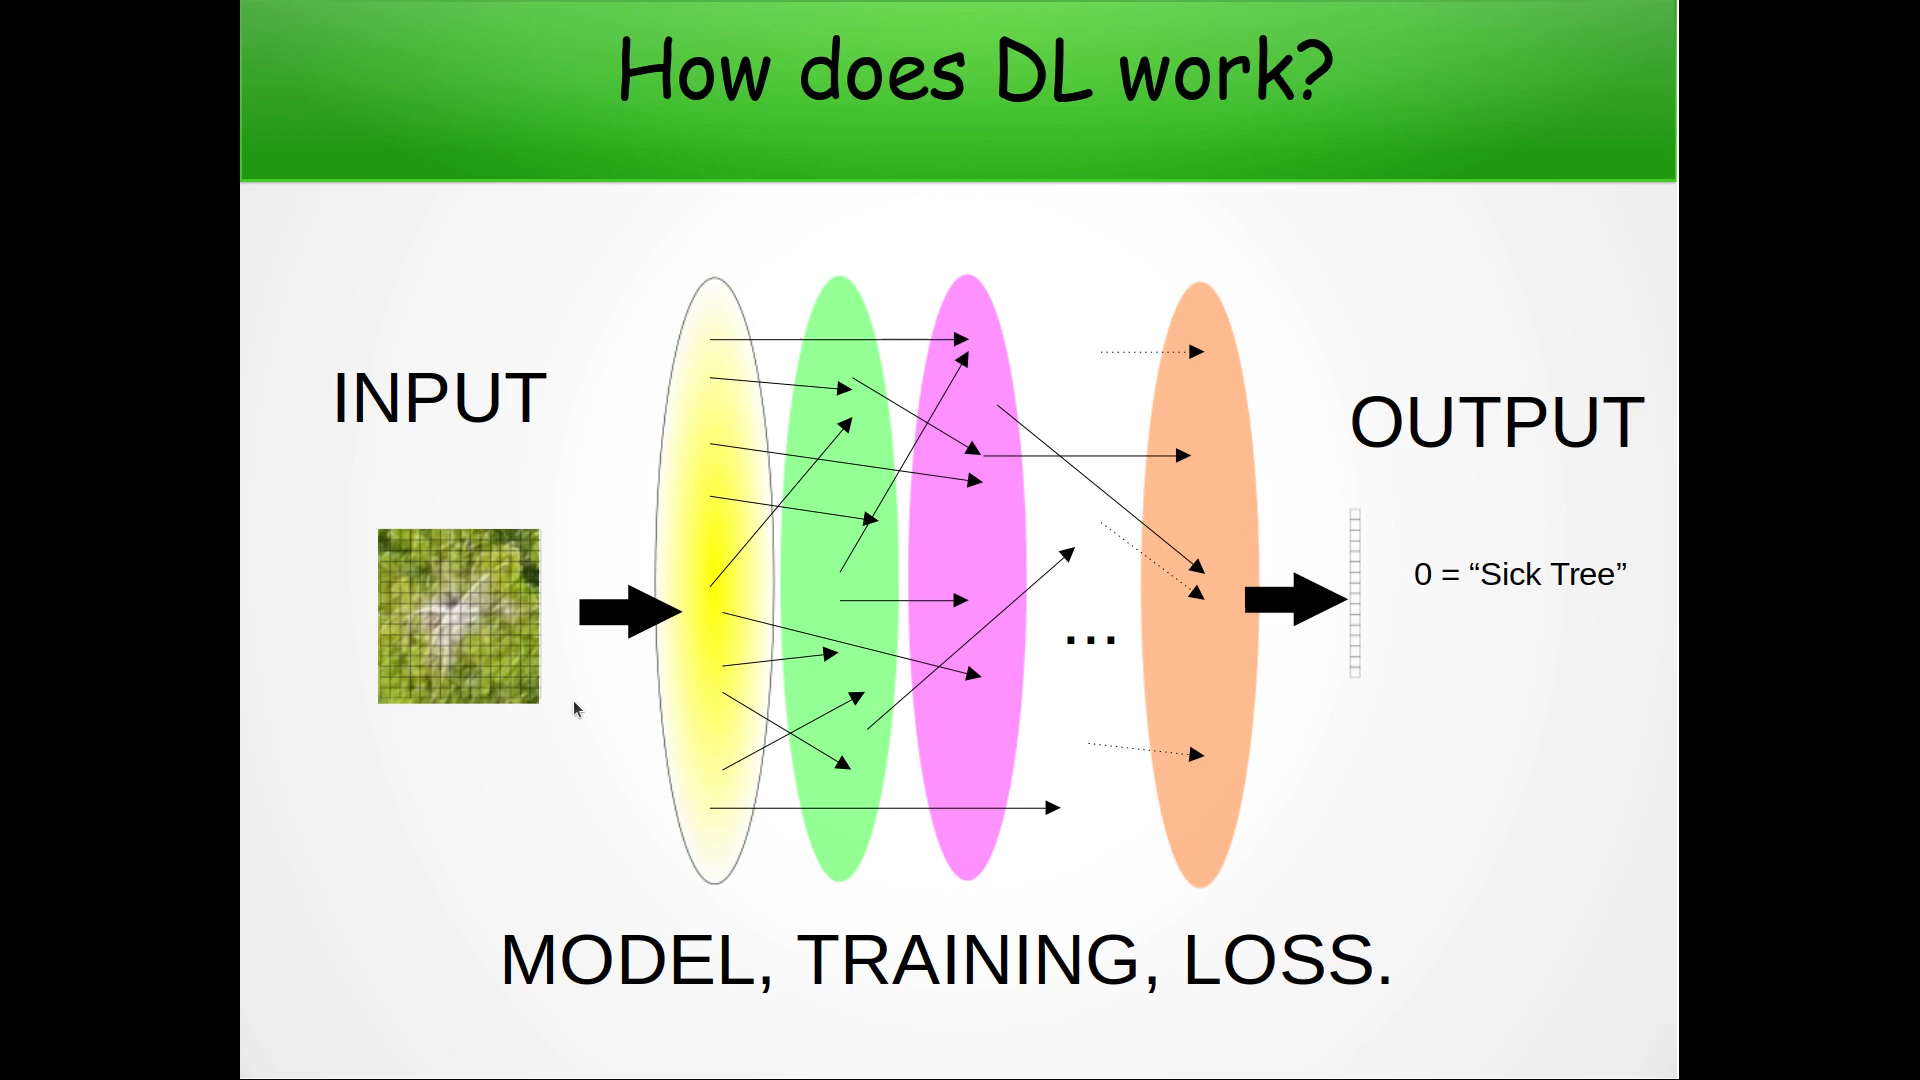 How does DL work?
INPUT
OUTPUT
0 = “Sick Tree”
...
MODEL, TRAINING, LOSS.